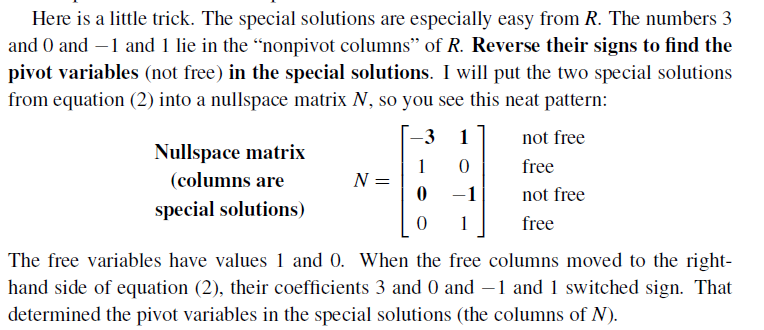 Here is a little trick. The special solutions are especially easy from R. The numbers 3
and 0 and −1 and 1 lie in the “nonpivot columns” of R. Reverse their signs to find the
pivot variables (not free) in the special solutions. I will put the two special solutions
from equation (2) into a nullspace matrix N, so you see this neat pattern:
Nullspace matrix
(columns are
special solutions)
N =
−3 1 not free
1 0 free
0 −1 not free
0 1 free
The free variables have values 1 and 0. When the free columns moved to the right-
hand side of equation (2), their coefficients 3 and 0 and −1 and 1 switched sign. That
determined the pivot variables in the special solutions (the columns of N).